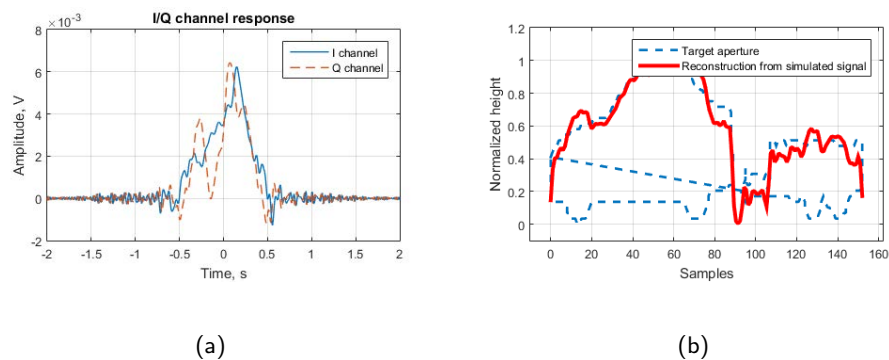 I/Q channel response
×10⁻³
8
6
4
2
0
-2
-2 -1.5 -1 -0.5 0 0.5 1 1.5 2
Amplitude, V
Time, s
I channel
Q channel
(a)
1.2
1
0.8
0.6
0.4
0.2
0
0 20 40 60 80 100 120 140 160
Normalized height
Samples
Target aperture
Reconstruction from simulated signal
(b)